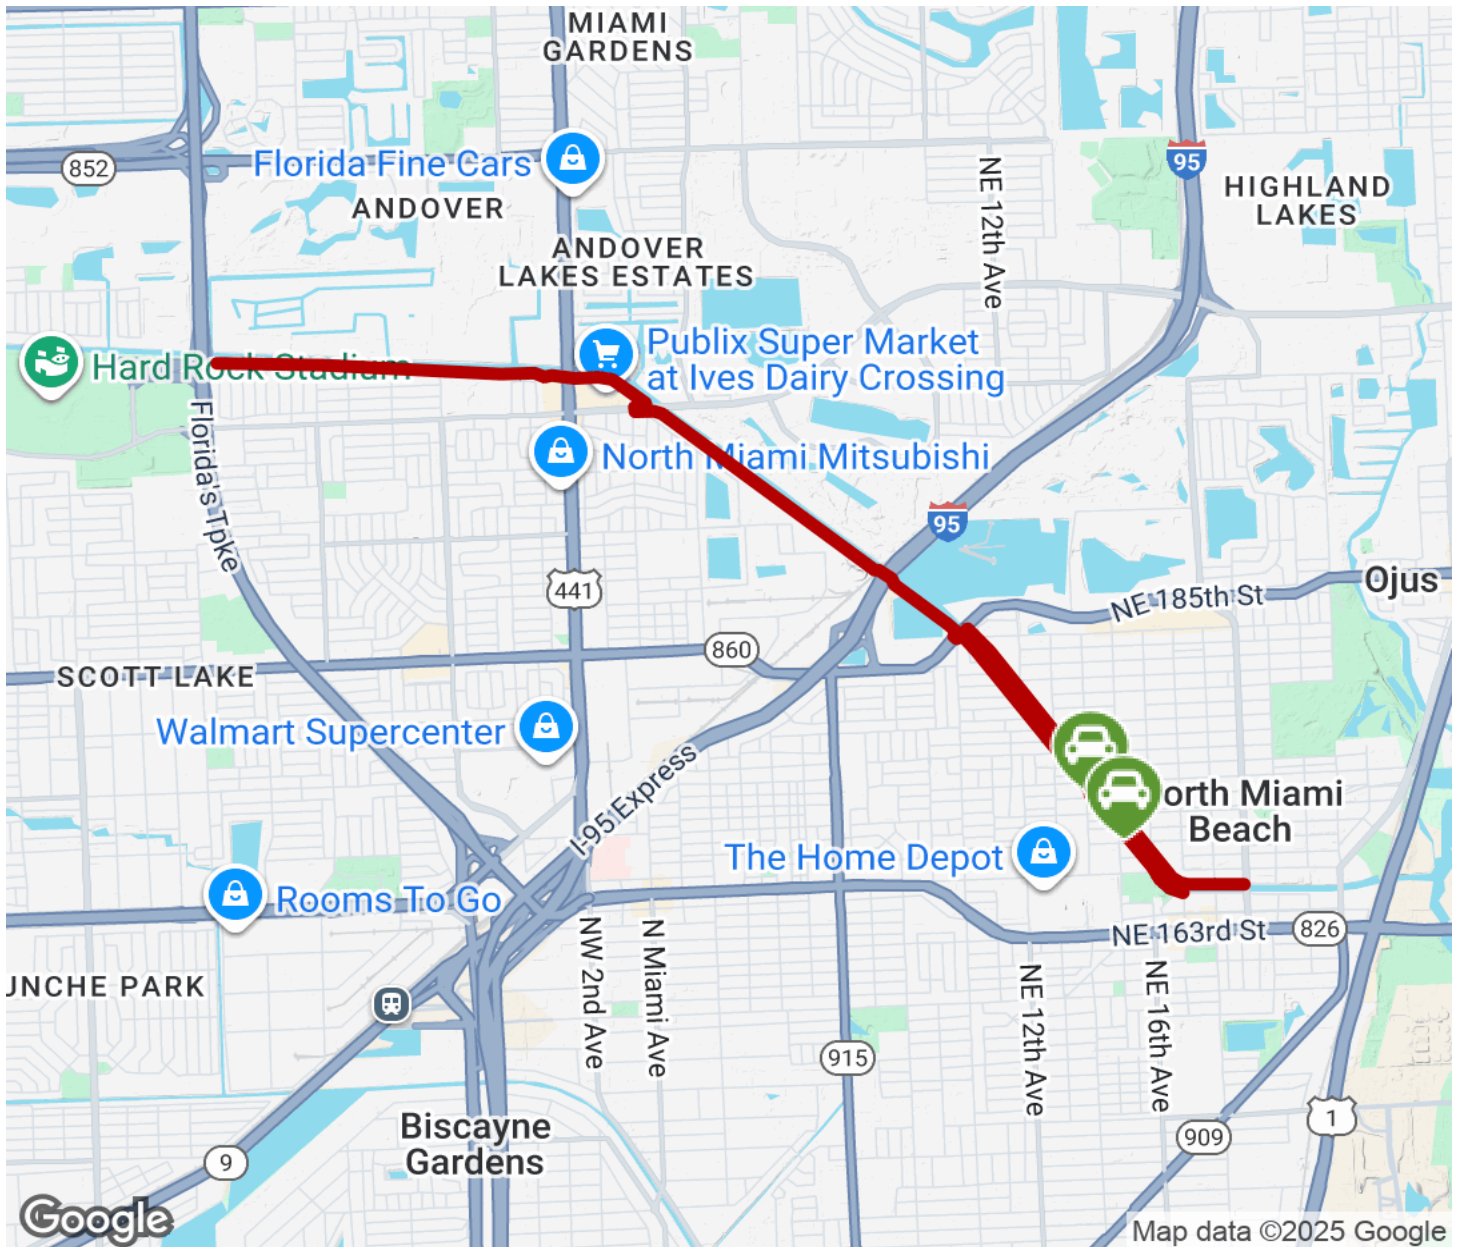 MIAMI
GARDENS
95
852
Florida Fine Cars
NE 12th Ave
HIGHLAND
LAKES
ANDOVER
ANDOVER
LAKES ESTATES
Publix Super Market
at Ives Dairy Crossing
Hard Rock Stadium
Florida's Tpke
North Miami Mitsubishi
95
441
NE 185th St
Ojus
860
SCOTT LAKE
Walmart Supercenter
I-95 Express
orth Miami
Beach
The Home Depot
Rooms To Go
NW 2nd Ave
N Miami Ave
NE 163rd St
826
UNCHE PARK
NE 12th Ave
NE 16th Ave
915
Biscayne
Gardens
1
909
9
Google
Map data ©2025 Google